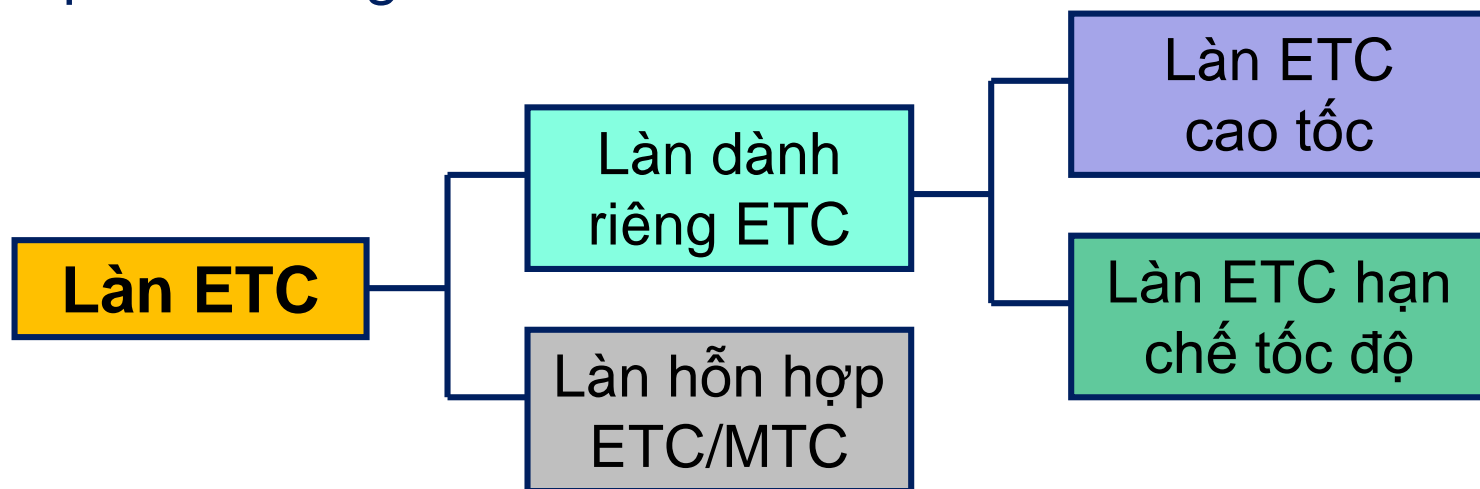 Làn ETC
Làn dành
riêng ETC
Làn hỗn hợp
ETC/MTC
Làn ETC
cao tốc
Làn ETC hạn
chế tốc độ